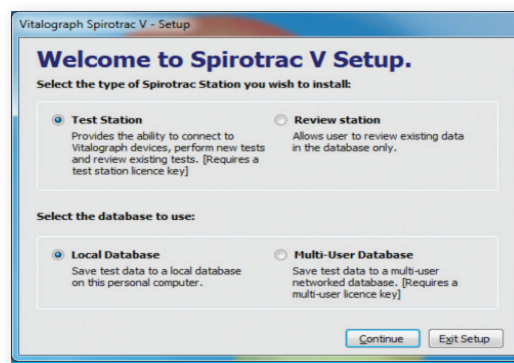 Vitalograph Spirotrac V - Setup
Welcome to Spirotrac V Setup.
Select the type of Spirotrac Station you wish to install:
Test Station
Provides the ability to connect to
Vitalograph devices, perform new tests
and review existing tests. [Requires a
test station licence key]
Review station
Allows user to review existing data
in the database only.
Select the database to use:
Local Database
Save test data to a local database
on this personal computer.
Multi-User Database
Save test data to a multi-user
networked database. [Requires a
multi-user licence key]
Continue
Exit Setup